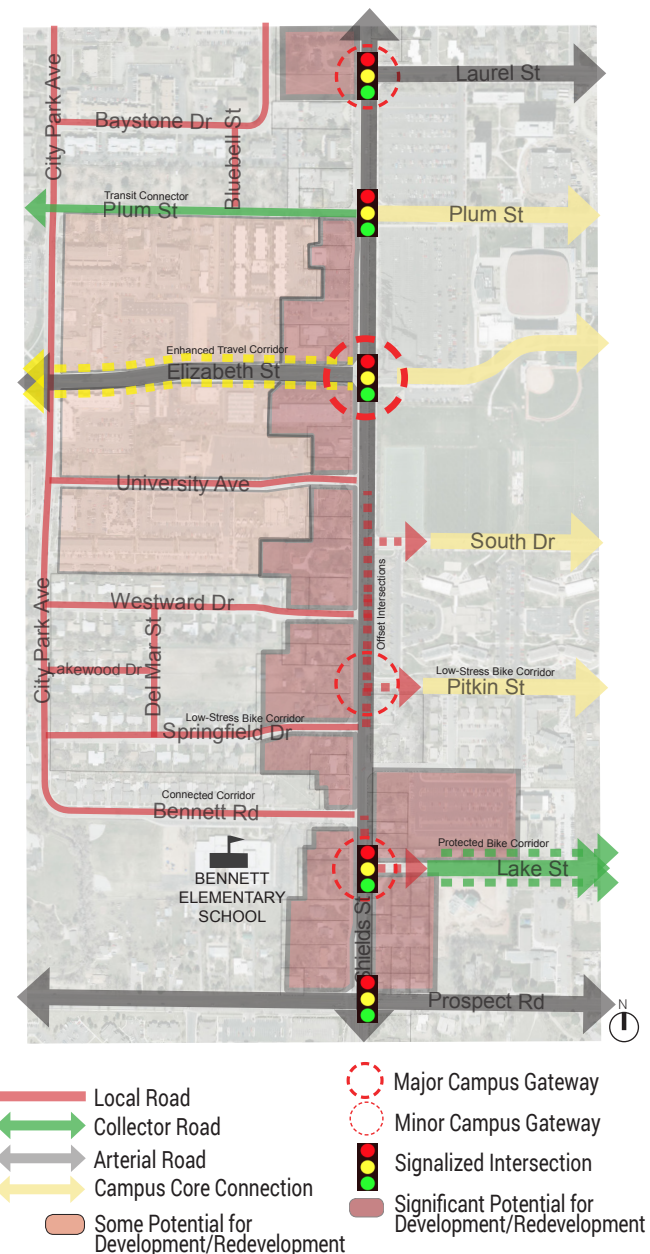 Laurel St
City Park Ave
Baystone Dr
Bluebell St
Transit Connector
Plum St
Plum St
Enhanced Travel Corridor
Elizabeth St
University Ave
South Dr
Offset Intersections
Westward Dr
City Park Ave
Lakewood Dr
Del Mar St
Low-Stress Bike Corridor
Pitkin St
Low-Stress Bike Corridor
Springfield Dr
Connected Corridor
Bennett Rd
Protected Bike Corridor
Lake St
BENNETT
ELEMENTARY
SCHOOL
Shields St
Prospect Rd
N
Local Road
Collector Road
Arterial Road
Campus Core Connection
Some Potential for
Development/Redevelopment
Major Campus Gateway
Minor Campus Gateway
Signalized Intersection
Significant Potential for
Development/Redevelopment